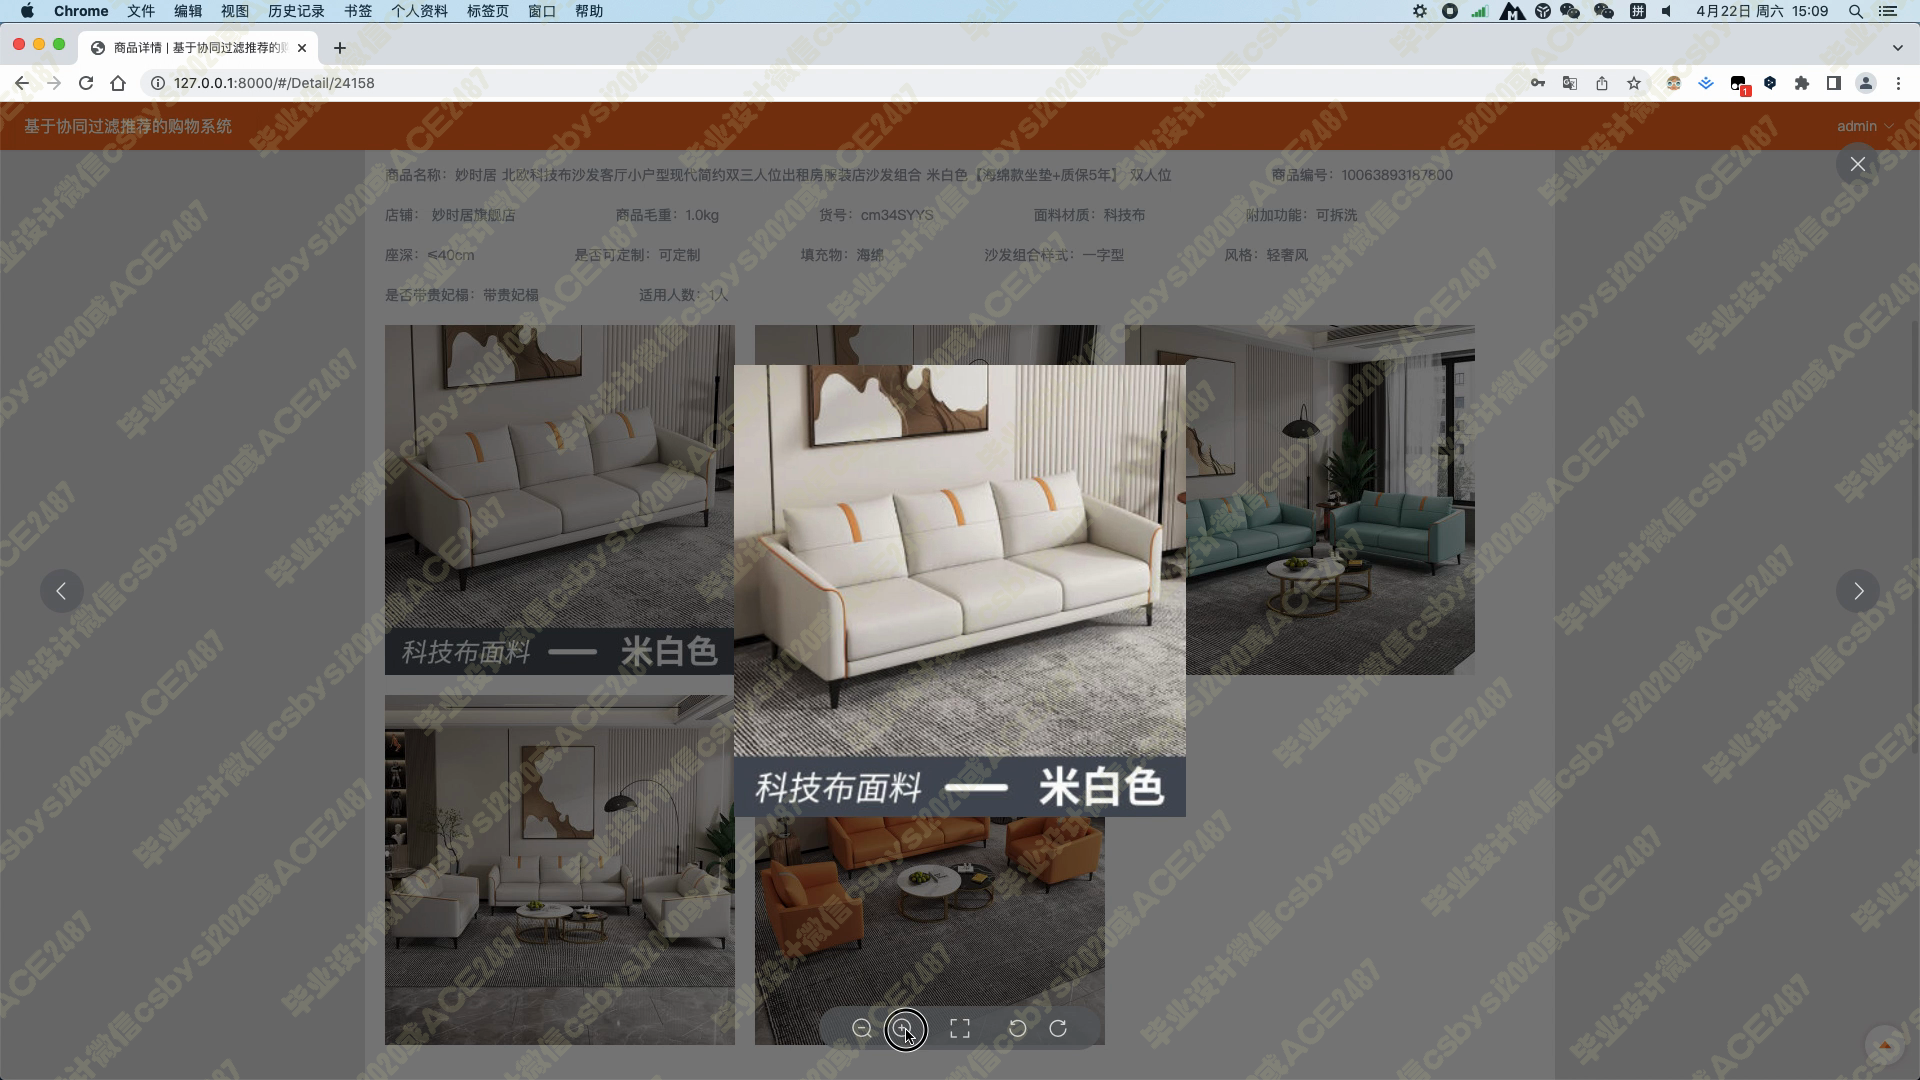 Chrome 文件 编辑 视图 历史记录 书签 个人资料 标签页 窗口 帮助 拼 4月22日 周六 15:09
商品详情 | 基于协同过滤推荐的
127.0.0.1:8000/#/Detail/24158
1
基于协同过滤推荐的购物系统 admin
商品名称： 妙时居 北欧科技布沙发客厅小户型现代简约双三人位出租房服装店沙发组合 米白色【海绵款坐垫+质保5年】 双人位 商品编号： 10063893187800
店铺： 妙时居旗舰店 商品毛重： 1.0kg 货号： cm34SYYS 面料材质： 科技布 附加功能： 可拆洗
座深： ≤40cm 是否可定制： 可定制 填充物： 海绵 沙发组合样式： 一字型 风格： 轻奢风
是否带贵妃榻： 带贵妃榻 适用人数： 1人
科技布面料 — 米白色
科技布面料 — 米白色
毕业设计微信csbysj2020或ACE2487